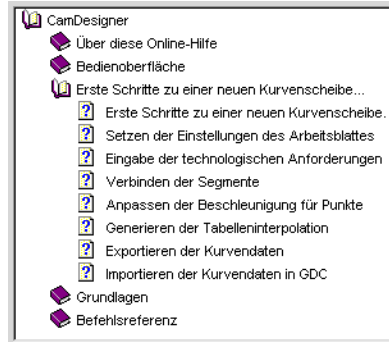 CamDesigner
Über diese Online-Hilfe
Bedienoberfläche
Erste Schritte zu einer neuen Kurvenscheibe...
Erste Schritte zu einer neuen Kurvenscheibe.
Setzen der Einstellungen des Arbeitsblattes
Eingabe der technologischen Anforderungen
Verbinden der Segmente
Anpassen der Beschleunigung für Punkte
Generieren der Tabelleninterpolation
Exportieren der Kurvendaten
Importieren der Kurvendaten in GDC
Grundlagen
Befehlsreferenz